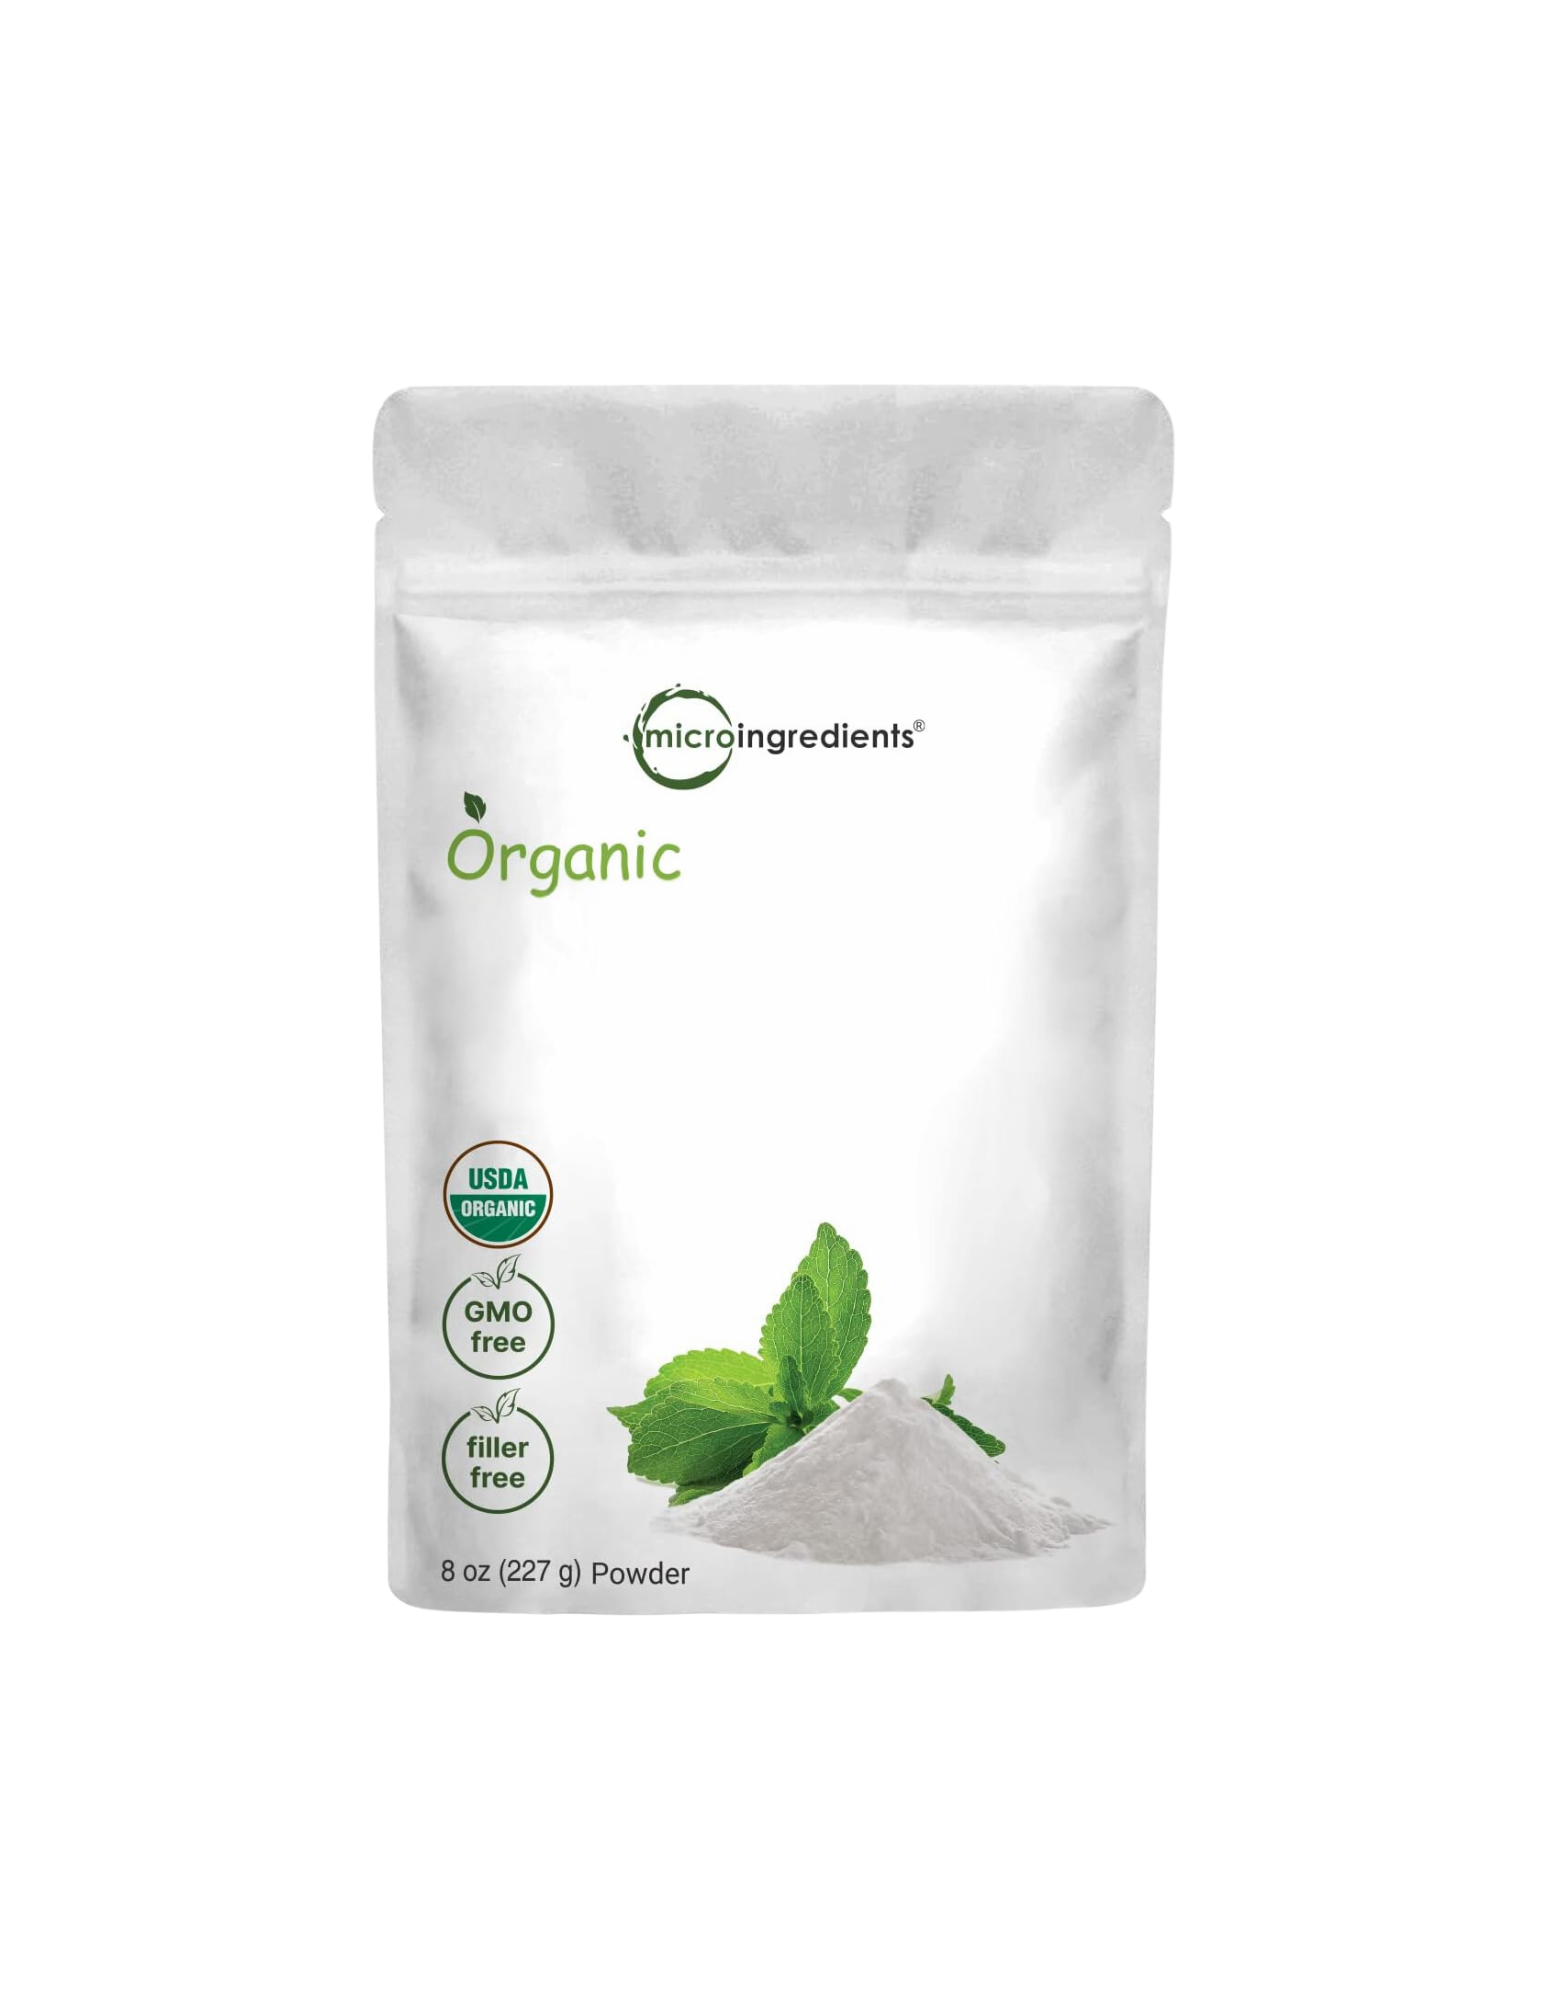 microingredients®
Organic
USDA
ORGANIC
GMO
free
filler
free
8 oz (227 g) Powder